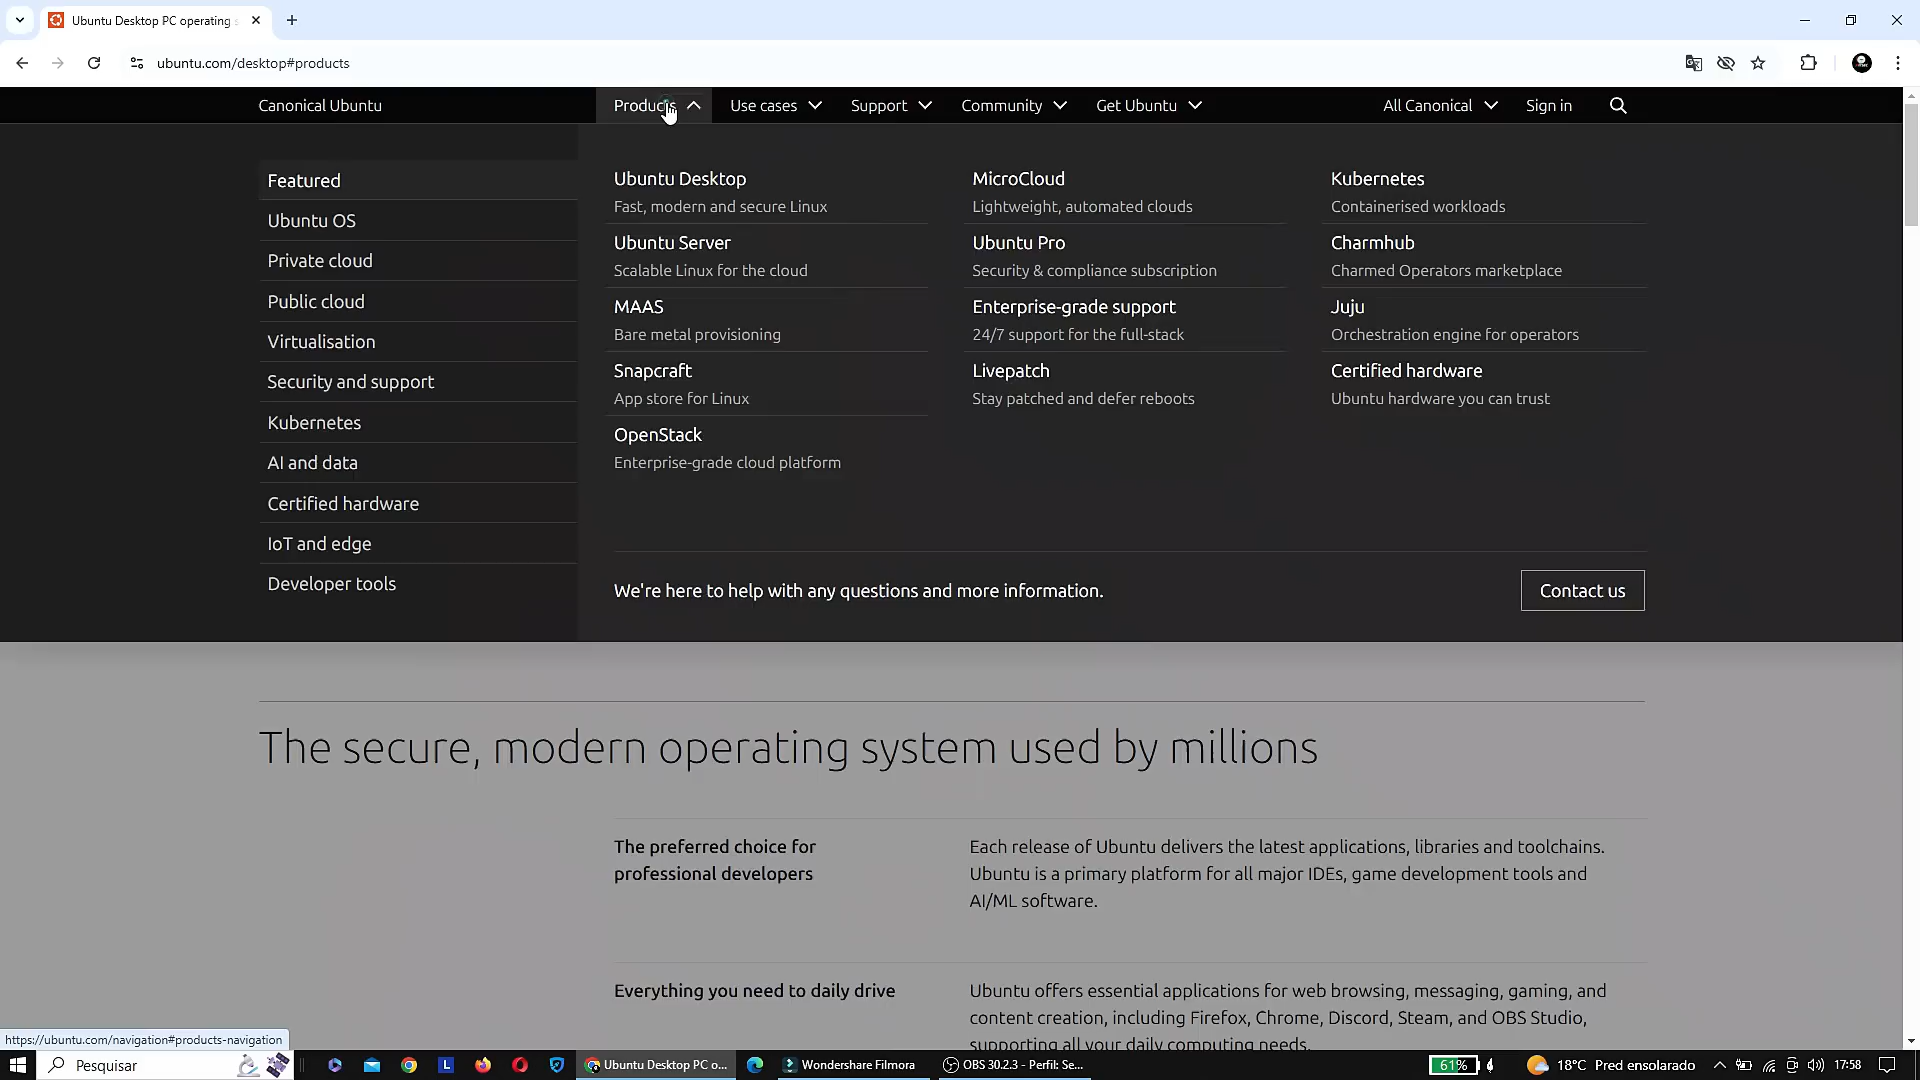 Ubuntu Desktop PC operating
ubuntu.com/desktop#products
Canonical Ubuntu
Products
Use cases
Support
Community
Get Ubuntu
All Canonical
Sign in
Featured
Ubuntu OS
Private cloud
Public cloud
Virtualisation
Security and support
Kubernetes
AI and data
Certified hardware
IoT and edge
Developer tools
Ubuntu Desktop
Fast, modern and secure Linux
Ubuntu Server
Scalable Linux for the cloud
MAAS
Bare metal provisioning
Snapcraft
App store for Linux
OpenStack
Enterprise-grade cloud platform
MicroCloud
Lightweight, automated clouds
Ubuntu Pro
Security & compliance subscription
Enterprise-grade support
24/7 support for the full-stack
Livepatch
Stay patched and defer reboots
Kubernetes
Containerised workloads
Charmhub
Charmed Operators marketplace
Juju
Orchestration engine for operators
Certified hardware
Ubuntu hardware you can trust
We're here to help with any questions and more information.
Contact us
The secure, modern operating system used by millions
The preferred choice for
professional developers
Each release of Ubuntu delivers the latest applications, libraries and toolchains.
Ubuntu is a primary platform for all major IDEs, game development tools and
AI/ML software.
Everything you need to daily drive
Ubuntu offers essential applications for web browsing, messaging, gaming, and
content creation, including Firefox, Chrome, Discord, Steam, and OBS Studio,
supporting all your daily computing needs.
https://ubuntu.com/navigation#products-navigation
Pesquisar
L
Ubuntu Desktop PC o...
Wondershare Filmora
OBS 30.2.3 - Perfil: Se...
61%
18°C Pred ensolarado
17:58